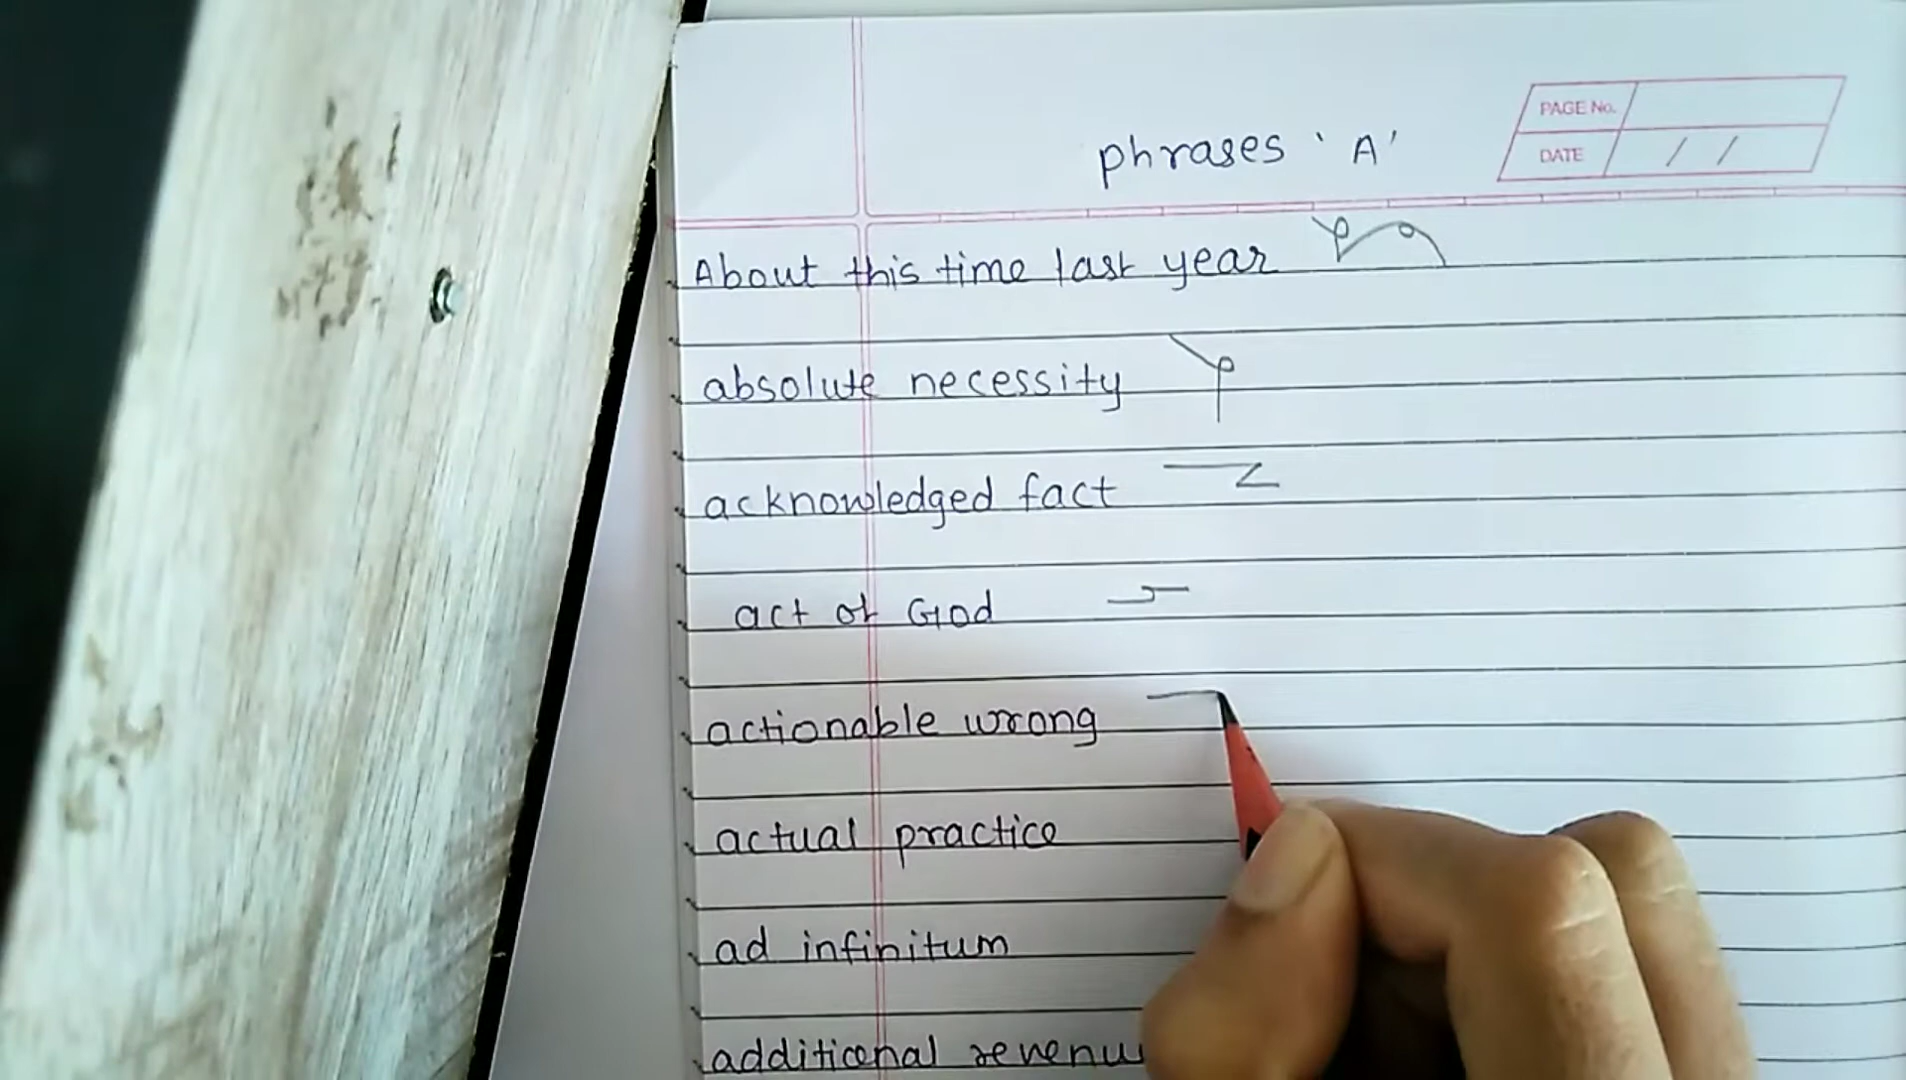 phrases 'A'
PAGE No.
DATE / /
About this time last year
absolute necessity
acknowledged fact
act of God
actionable wrong
actual practice
ad infinitum
additional